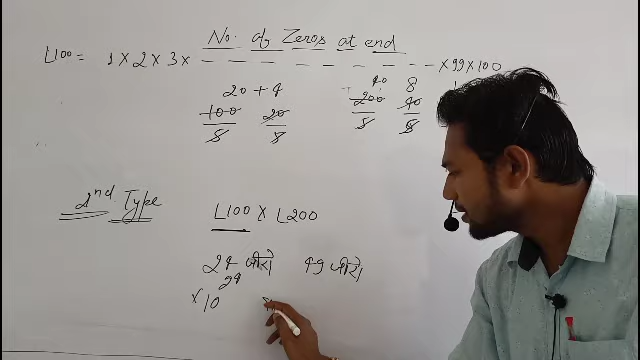 No. of Zeros at end
L100 = 1 × 2 × 3 × - - - - - - - - - - × 99 × 100
20 + 4 40 8
100/5 20/5 200/5 40/5
2nd Type L100 × L200
24 जीरो 49 जीरो
× 10^24